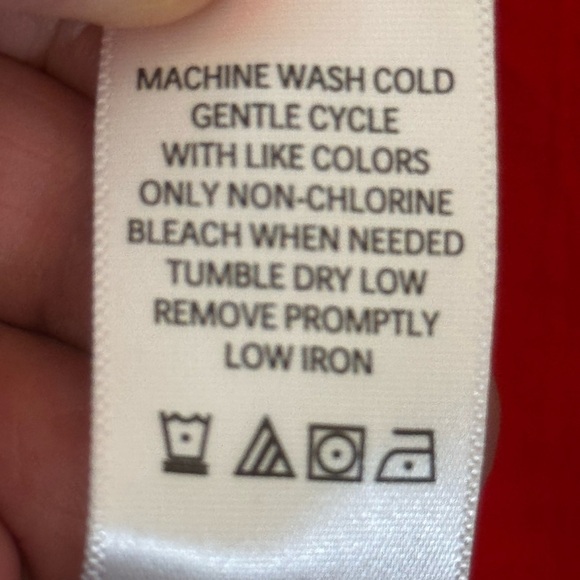 MACHINE WASH COLD
GENTLE CYCLE
WITH LIKE COLORS
ONLY NON-CHLORINE
BLEACH WHEN NEEDED
TUMBLE DRY LOW
REMOVE PROMPTLY
LOW IRON